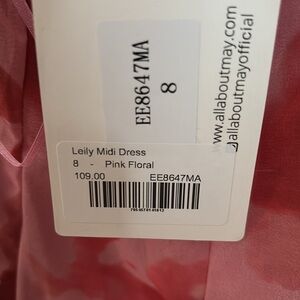 www.allaboutmay.com
@allaboutmayofficial
EE8647MA
8
Leily Midi Dress
8 - Pink Floral
109.00 EE8647MA